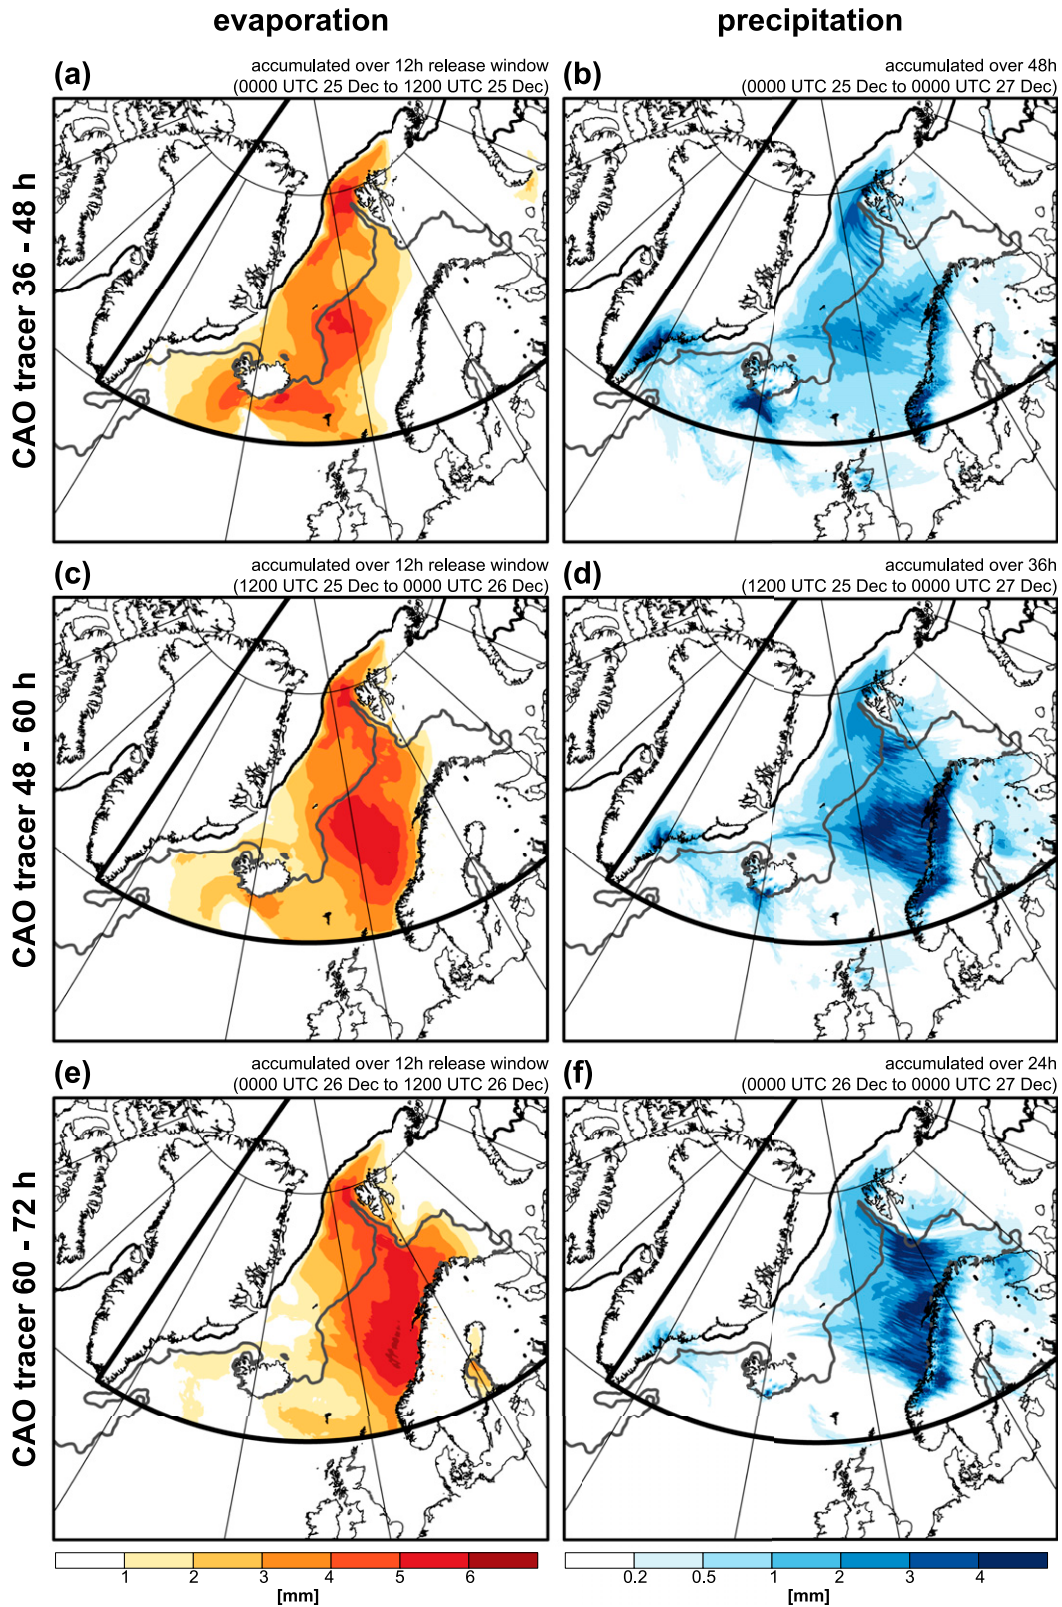 evaporation
precipitation
(a)
accumulated over 12h release window
(0000 UTC 25 Dec to 1200 UTC 25 Dec)
(b)
accumulated over 48h
(0000 UTC 25 Dec to 0000 UTC 27 Dec)
CAO tracer 36 - 48 h
(c)
accumulated over 12h release window
(1200 UTC 25 Dec to 0000 UTC 26 Dec)
(d)
accumulated over 36h
(1200 UTC 25 Dec to 0000 UTC 27 Dec)
CAO tracer 48 - 60 h
(e)
accumulated over 12h release window
(0000 UTC 26 Dec to 1200 UTC 26 Dec)
(f)
accumulated over 24h
(0000 UTC 26 Dec to 0000 UTC 27 Dec)
CAO tracer 60 - 72 h
1 2 3 4 5 6
[mm]
0.2 0.5 1 2 3 4
[mm]